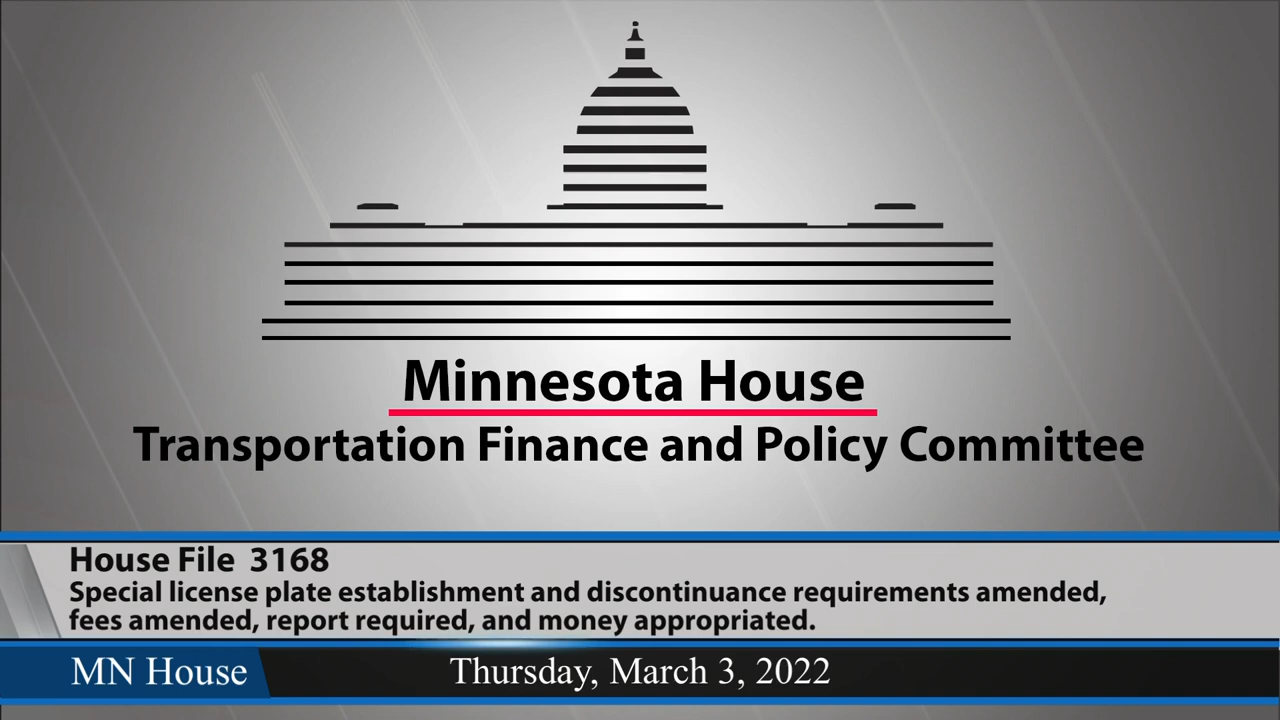 Minnesota House
Transportation Finance and Policy Committee
House File 3168
Special license plate establishment and discontinuance requirements amended,
fees amended, report required, and money appropriated.
MN House
Thursday, March 3, 2022